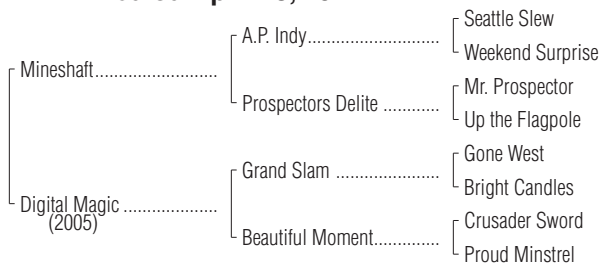 Seattle Slew
A.P. Indy
Weekend Surprise
Mineshaft
Mr. Prospector
Prospectors Delite
Up the Flagpole
Gone West
Grand Slam
Bright Candles
Digital Magic
(2005)
Crusader Sword
Beautiful Moment
Proud Minstrel